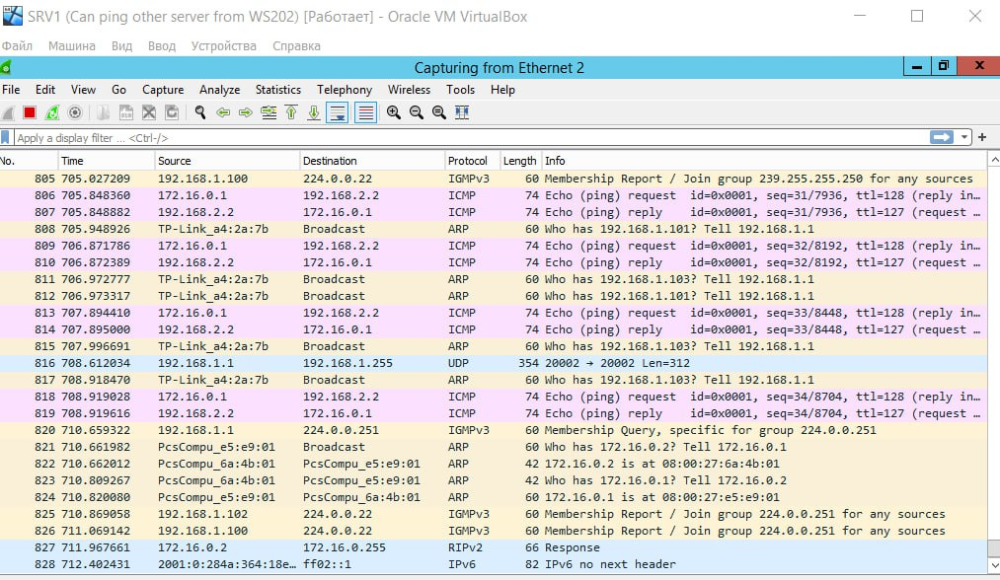 SRV1 (Can ping other server from WS202) [Работает] - Oracle VM VirtualBox
Файл Машина Вид Ввод Устройства Справка
Capturing from Ethernet 2
File Edit View Go Capture Analyze Statistics Telephony Wireless Tools Help
Apply a display filter ... <Ctrl-/>
No. Time Source Destination Protocol Length Info
805 705.027209 192.168.1.100 224.0.0.22 IGMPv3 60 Membership Report / Join group 239.255.255.250 for any sources
806 705.848360 172.16.0.1 192.168.2.2 ICMP 74 Echo (ping) request id=0x0001, seq=31/7936, ttl=128 (reply in…
807 705.848882 192.168.2.2 172.16.0.1 ICMP 74 Echo (ping) reply id=0x0001, seq=31/7936, ttl=127 (request …
808 705.948926 TP-Link_a4:2a:7b Broadcast ARP 60 Who has 192.168.1.101? Tell 192.168.1.1
809 706.871786 172.16.0.1 192.168.2.2 ICMP 74 Echo (ping) request id=0x0001, seq=32/8192, ttl=128 (reply in…
810 706.872389 192.168.2.2 172.16.0.1 ICMP 74 Echo (ping) reply id=0x0001, seq=32/8192, ttl=127 (request …
811 706.972777 TP-Link_a4:2a:7b Broadcast ARP 60 Who has 192.168.1.103? Tell 192.168.1.1
812 706.973317 TP-Link_a4:2a:7b Broadcast ARP 60 Who has 192.168.1.101? Tell 192.168.1.1
813 707.894410 172.16.0.1 192.168.2.2 ICMP 74 Echo (ping) request id=0x0001, seq=33/8448, ttl=128 (reply in…
814 707.895000 192.168.2.2 172.16.0.1 ICMP 74 Echo (ping) reply id=0x0001, seq=33/8448, ttl=127 (request …
815 707.996691 TP-Link_a4:2a:7b Broadcast ARP 60 Who has 192.168.1.103? Tell 192.168.1.1
816 708.612034 192.168.1.1 192.168.1.255 UDP 354 20002 → 20002 Len=312
817 708.918470 TP-Link_a4:2a:7b Broadcast ARP 60 Who has 192.168.1.103? Tell 192.168.1.1
818 708.919028 172.16.0.1 192.168.2.2 ICMP 74 Echo (ping) request id=0x0001, seq=34/8704, ttl=128 (reply in…
819 708.919616 192.168.2.2 172.16.0.1 ICMP 74 Echo (ping) reply id=0x0001, seq=34/8704, ttl=127 (request …
820 710.659322 192.168.1.1 224.0.0.251 IGMPv3 60 Membership Query, specific for group 224.0.0.251
821 710.661982 PcsCompu_e5:e9:01 Broadcast ARP 60 Who has 172.16.0.2? Tell 172.16.0.1
822 710.662012 PcsCompu_6a:4b:01 PcsCompu_e5:e9:01 ARP 42 172.16.0.2 is at 08:00:27:6a:4b:01
823 710.809267 PcsCompu_6a:4b:01 PcsCompu_e5:e9:01 ARP 42 Who has 172.16.0.1? Tell 172.16.0.2
824 710.820080 PcsCompu_e5:e9:01 PcsCompu_6a:4b:01 ARP 60 172.16.0.1 is at 08:00:27:e5:e9:01
825 710.869058 192.168.1.102 224.0.0.22 IGMPv3 60 Membership Report / Join group 224.0.0.251 for any sources
826 711.069142 192.168.1.100 224.0.0.22 IGMPv3 60 Membership Report / Join group 224.0.0.251 for any sources
827 711.967661 172.16.0.2 172.16.0.255 RIPv2 66 Response
828 712.402431 2001:0:284a:364:18e… ff02::1 IPv6 82 IPv6 no next header